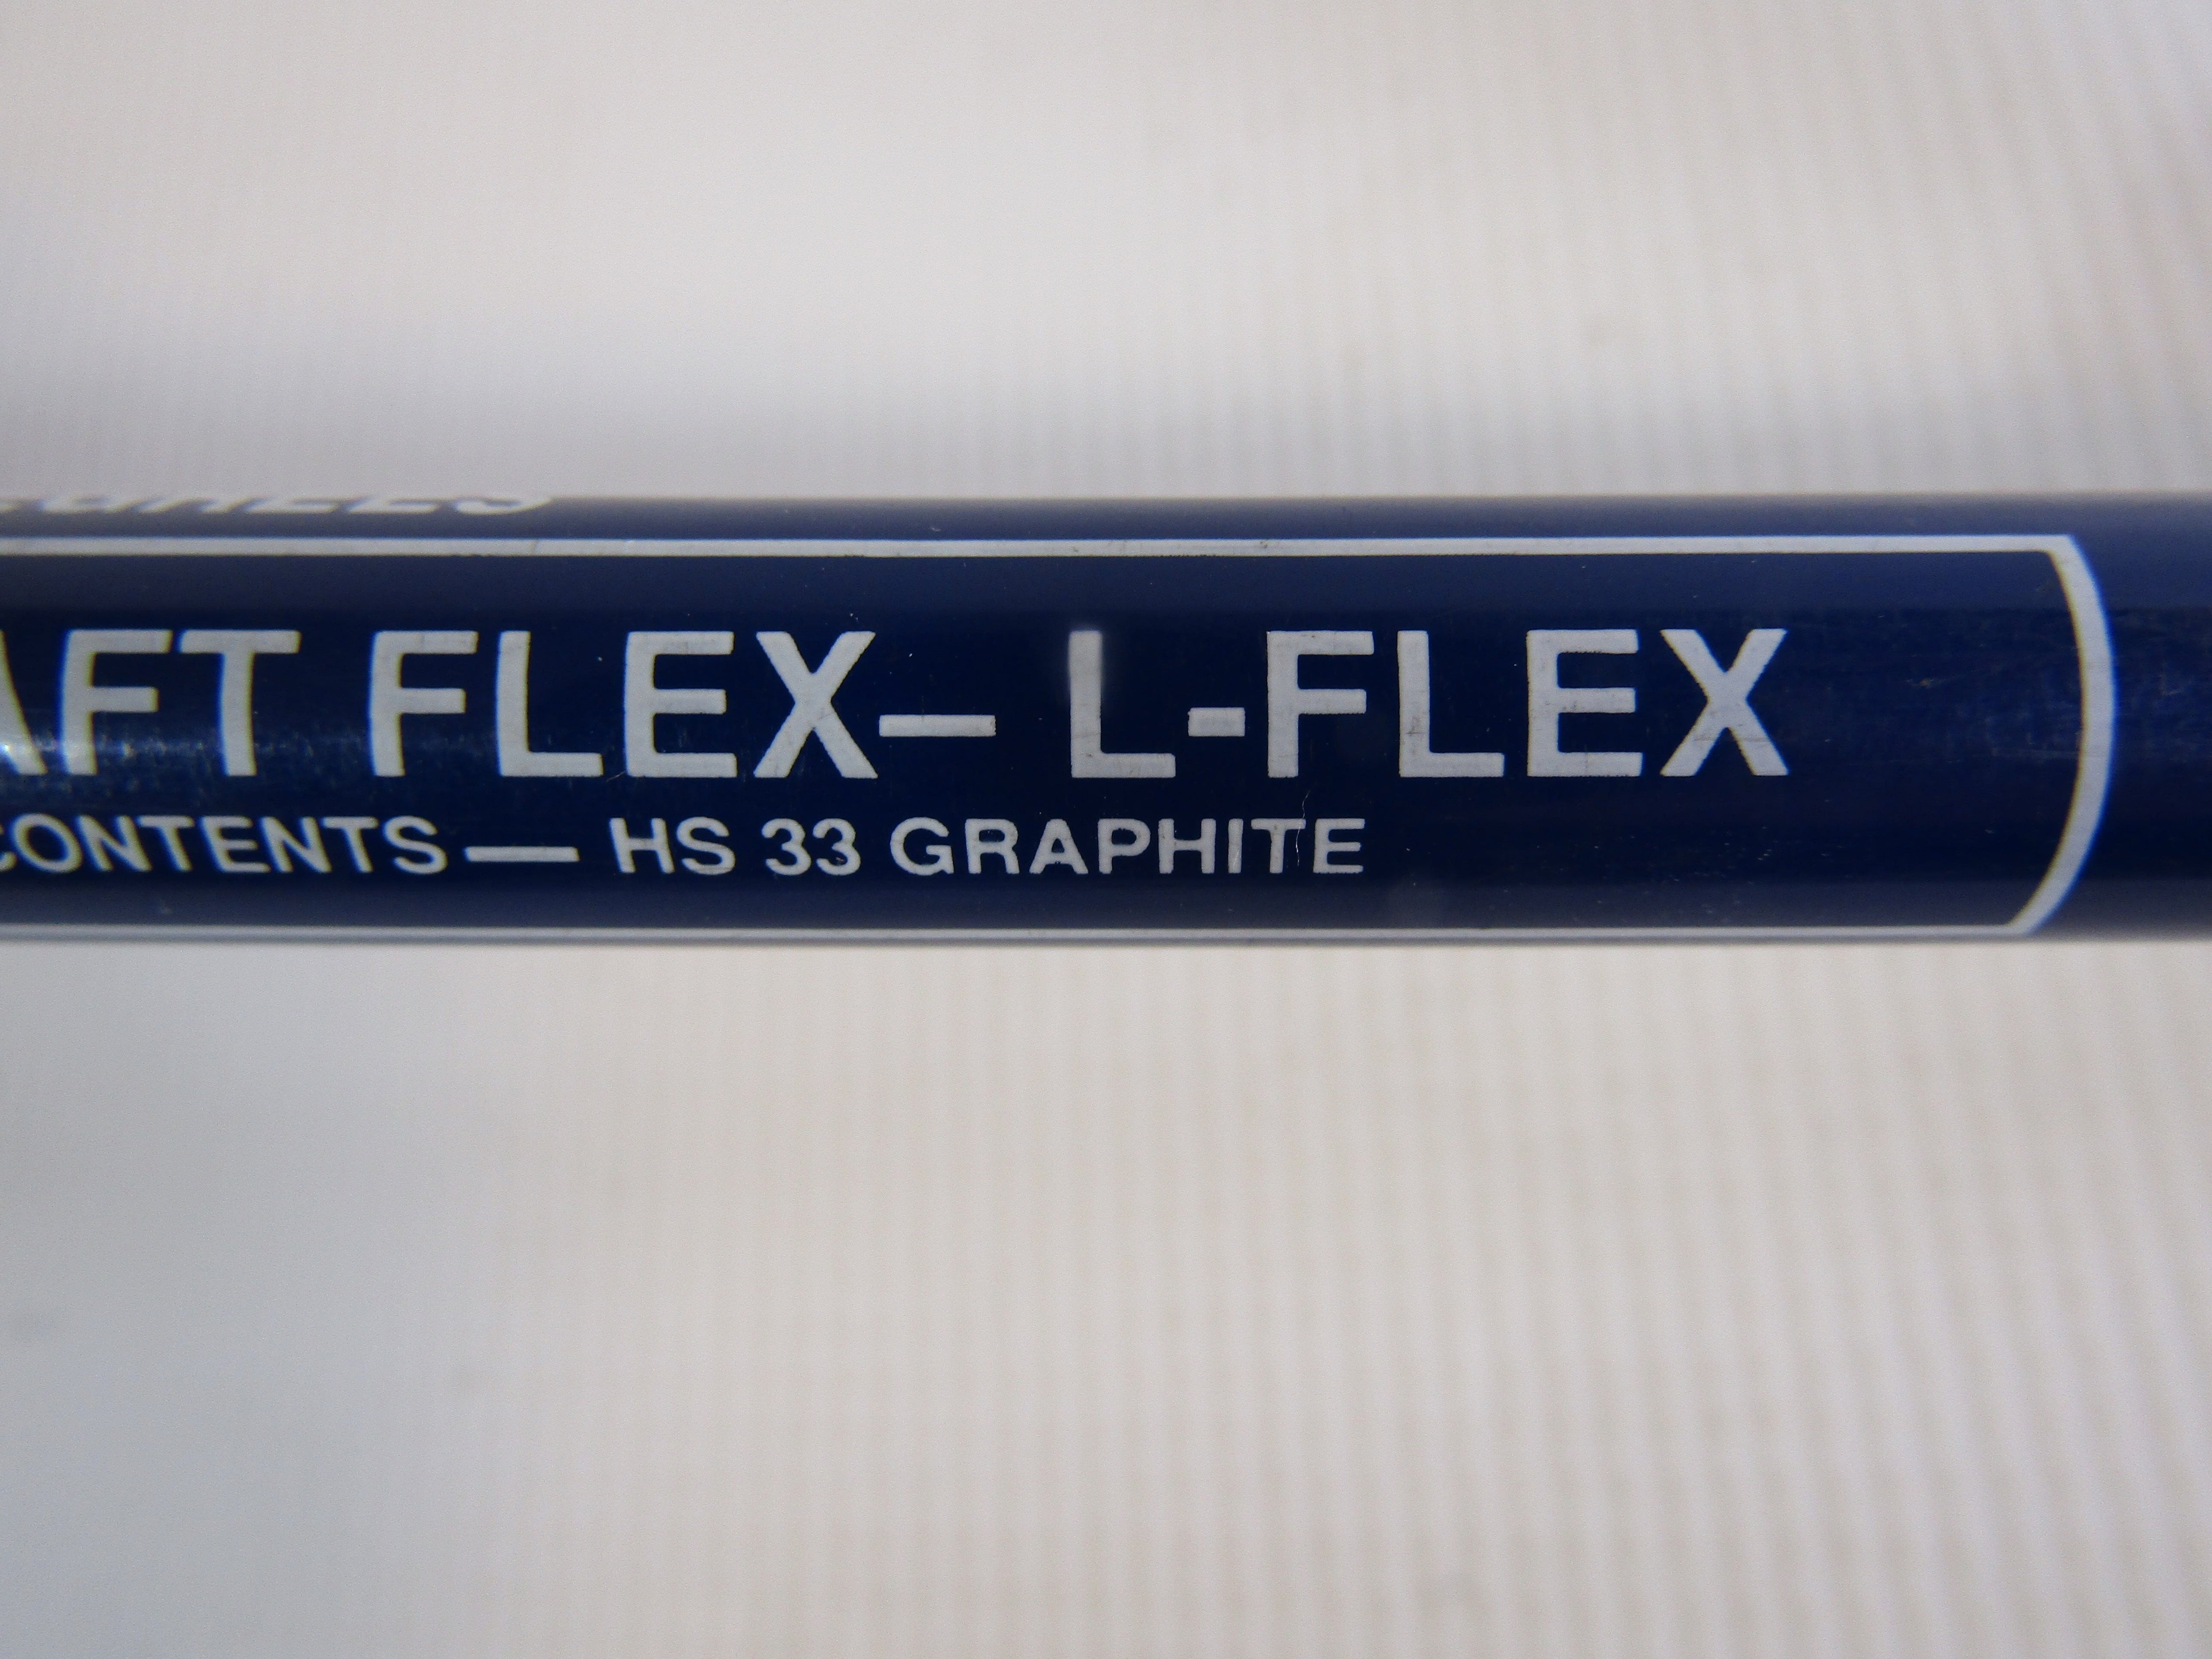 AFT FLEX— L-FLEX
CONTENTS— HS 33 GRAPHITE